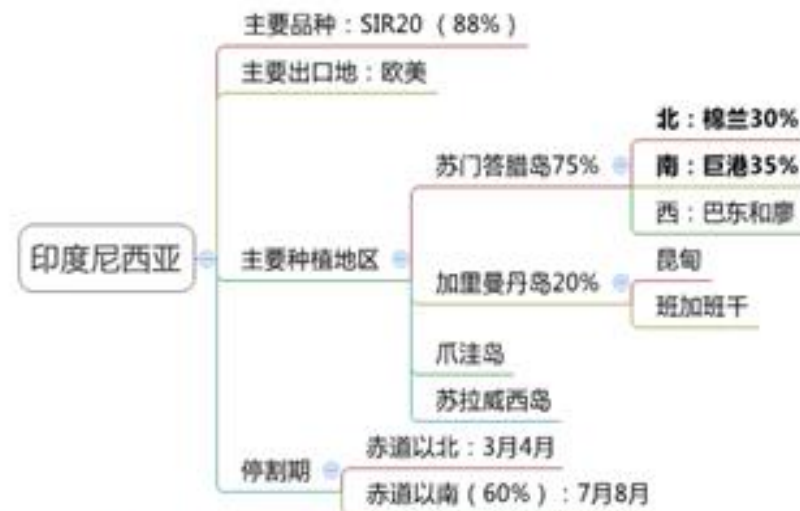 主要品种：SIR20（88%）
主要出口地：欧美
北：棉兰30%
苏门答腊岛75%
南：巨港35%
西：巴东和廖
印度尼西亚
主要种植地区
昆甸
加里曼丹岛20%
班加班干
爪洼岛
苏拉威西岛
停割期
赤道以北：3月4月
赤道以南（60%）：7月8月